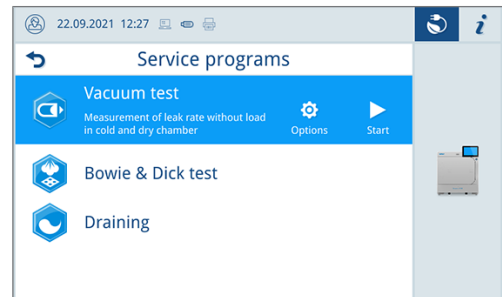 22.09.2021 12:27
i
Service programs
Vacuum test
Measurement of leak rate without load
in cold and dry chamber
Options
Start
Bowie & Dick test
Draining